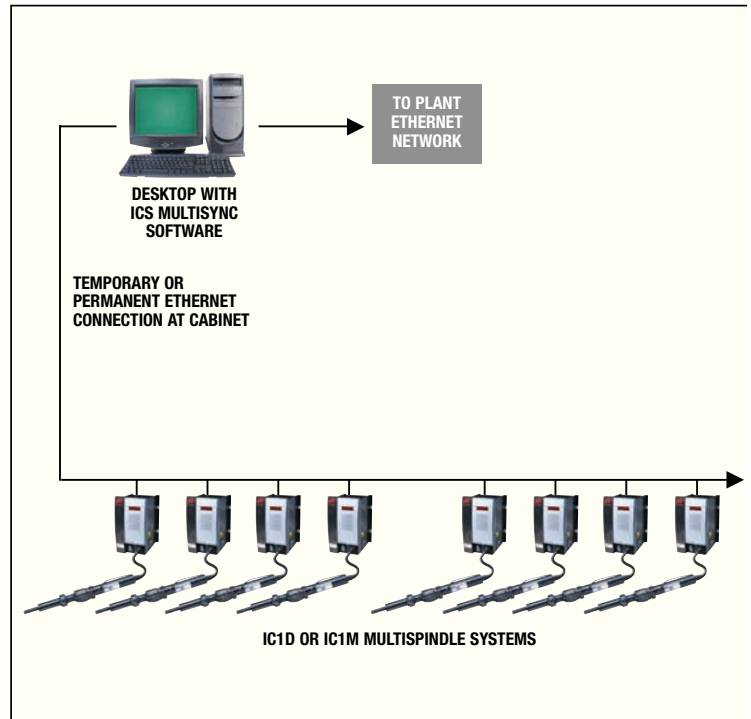 TO PLANT
ETHERNET
NETWORK
DESKTOP WITH
ICS MULTISYNC
SOFTWARE
TEMPORARY OR
PERMANENT ETHERNET
CONNECTION AT CABINET
IC1D OR IC1M MULTISPINDLE SYSTEMS